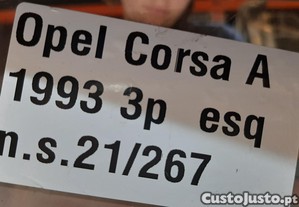 Opel Corsa A
1993 3p esq
n.s.21/267
CustoJusto.pt